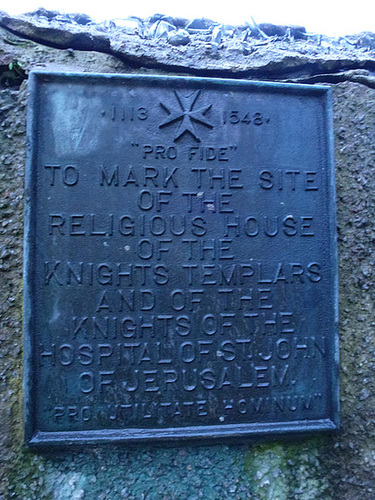 ·1113 1548·
"PRO FIDE"
TO MARK THE SITE
OF THE
RELIGIOUS HOUSE
OF THE
KNIGHTS TEMPLARS
AND OF THE
KNIGHTS OF THE
HOSPITAL OF ST. JOHN
OF JERUSALEM.
"PRO UTILITATE HOMINUM"